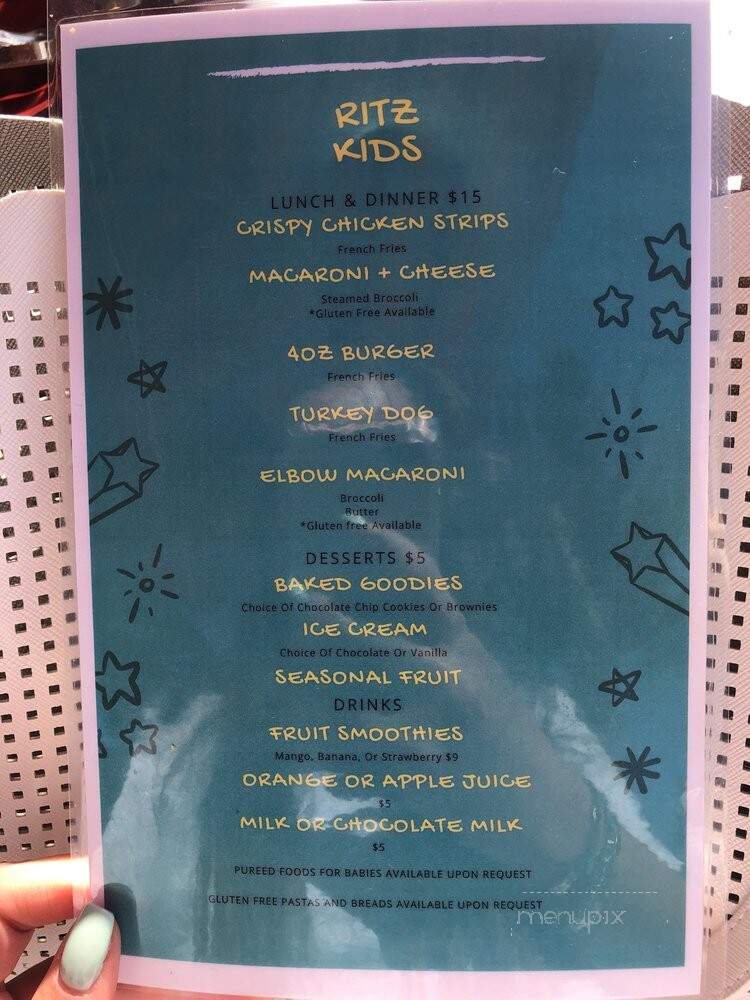 RITZ
KIDS
LUNCH & DINNER $15
CRISPY CHICKEN STRIPS
French Fries
MACARONI + CHEESE
Steamed Broccoli
*Gluten Free Available
4OZ BURGER
French Fries
TURKEY DOG
French Fries
ELBOW MACARONI
Broccoli
Butter
*Gluten free Available
DESSERTS $5
BAKED GOODIES
Choice Of Chocolate Chip Cookies Or Brownies
ICE CREAM
Choice Of Chocolate Or Vanilla
SEASONAL FRUIT
DRINKS
FRUIT SMOOTHIES
Mango, Banana, Or Strawberry $9
ORANGE OR APPLE JUICE
$5
MILK OR CHOCOLATE MILK
$5
PUREED FOODS FOR BABIES AVAILABLE UPON REQUEST
GLUTEN FREE PASTAS AND BREADS AVAILABLE UPON REQUEST
menupix